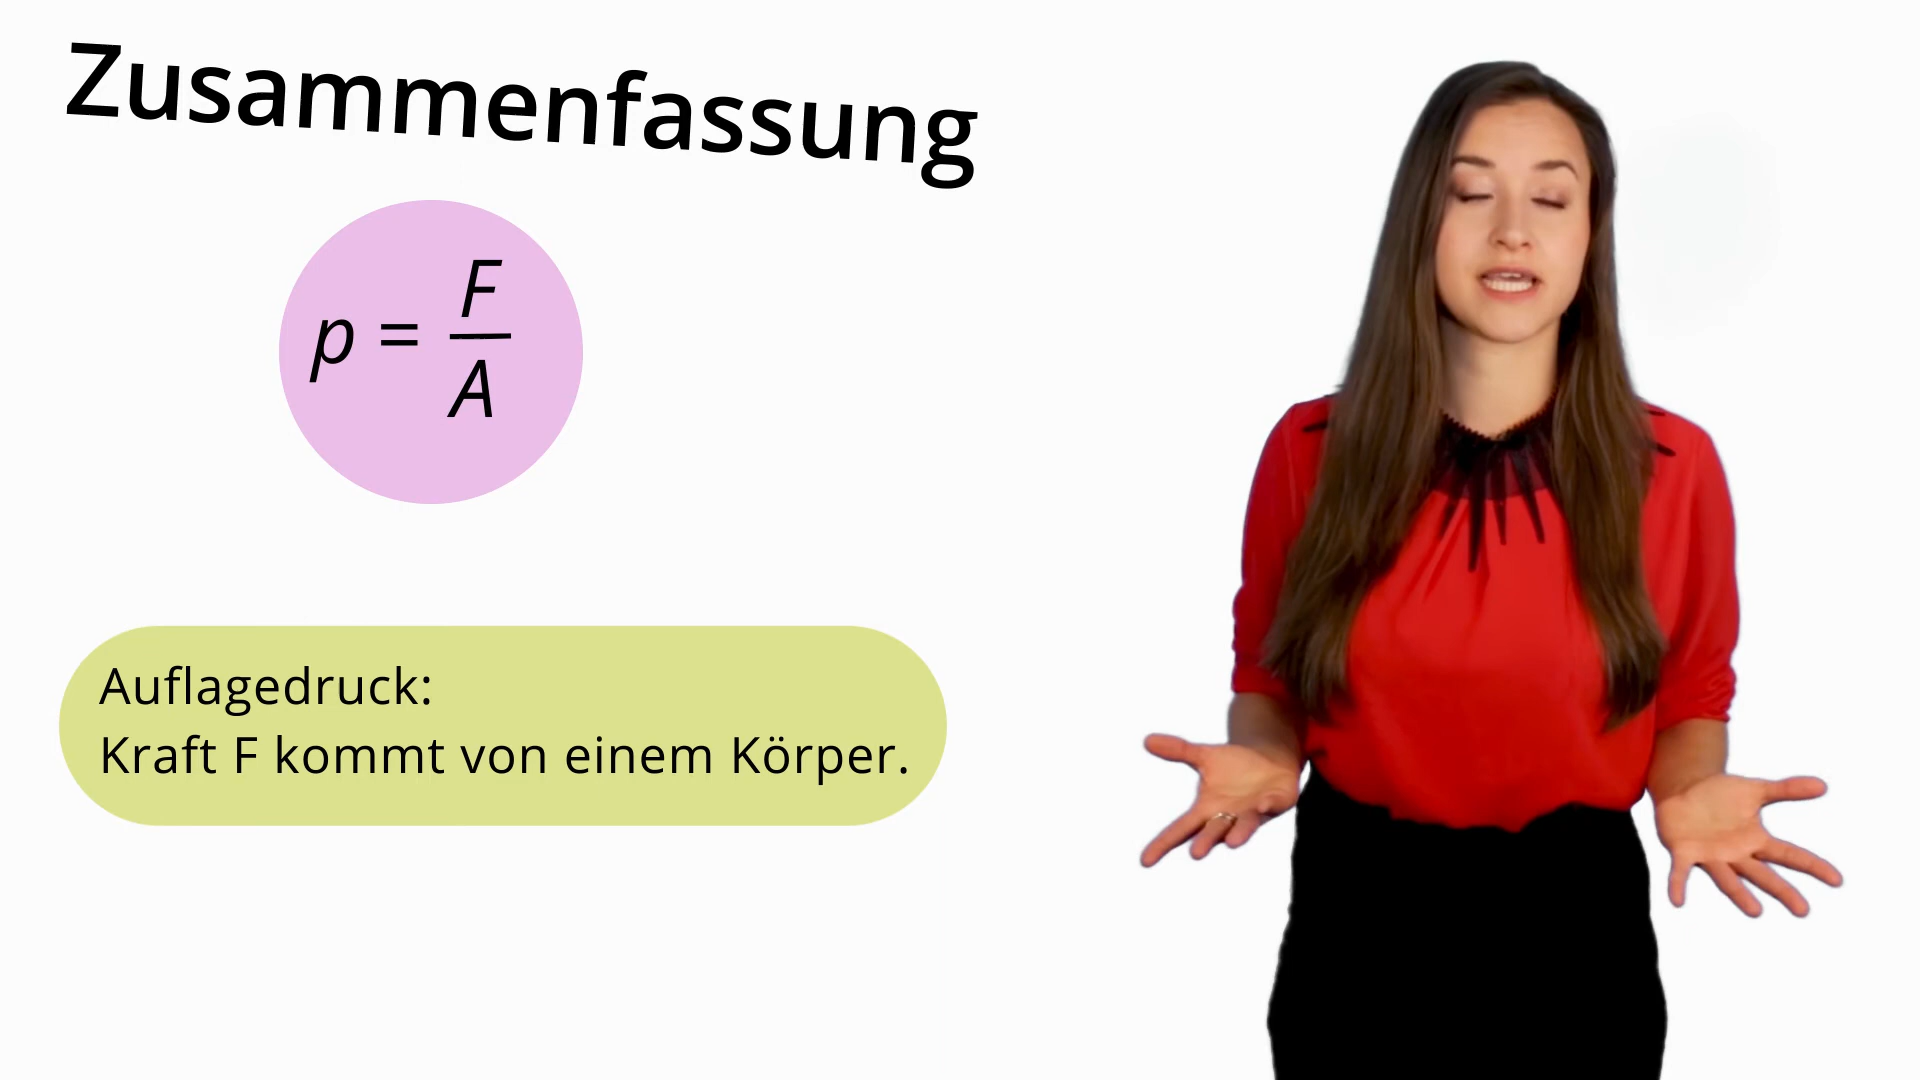 Zusammenfassung
p = F/A
Auflagedruck:
Kraft F kommt von einem Körper.